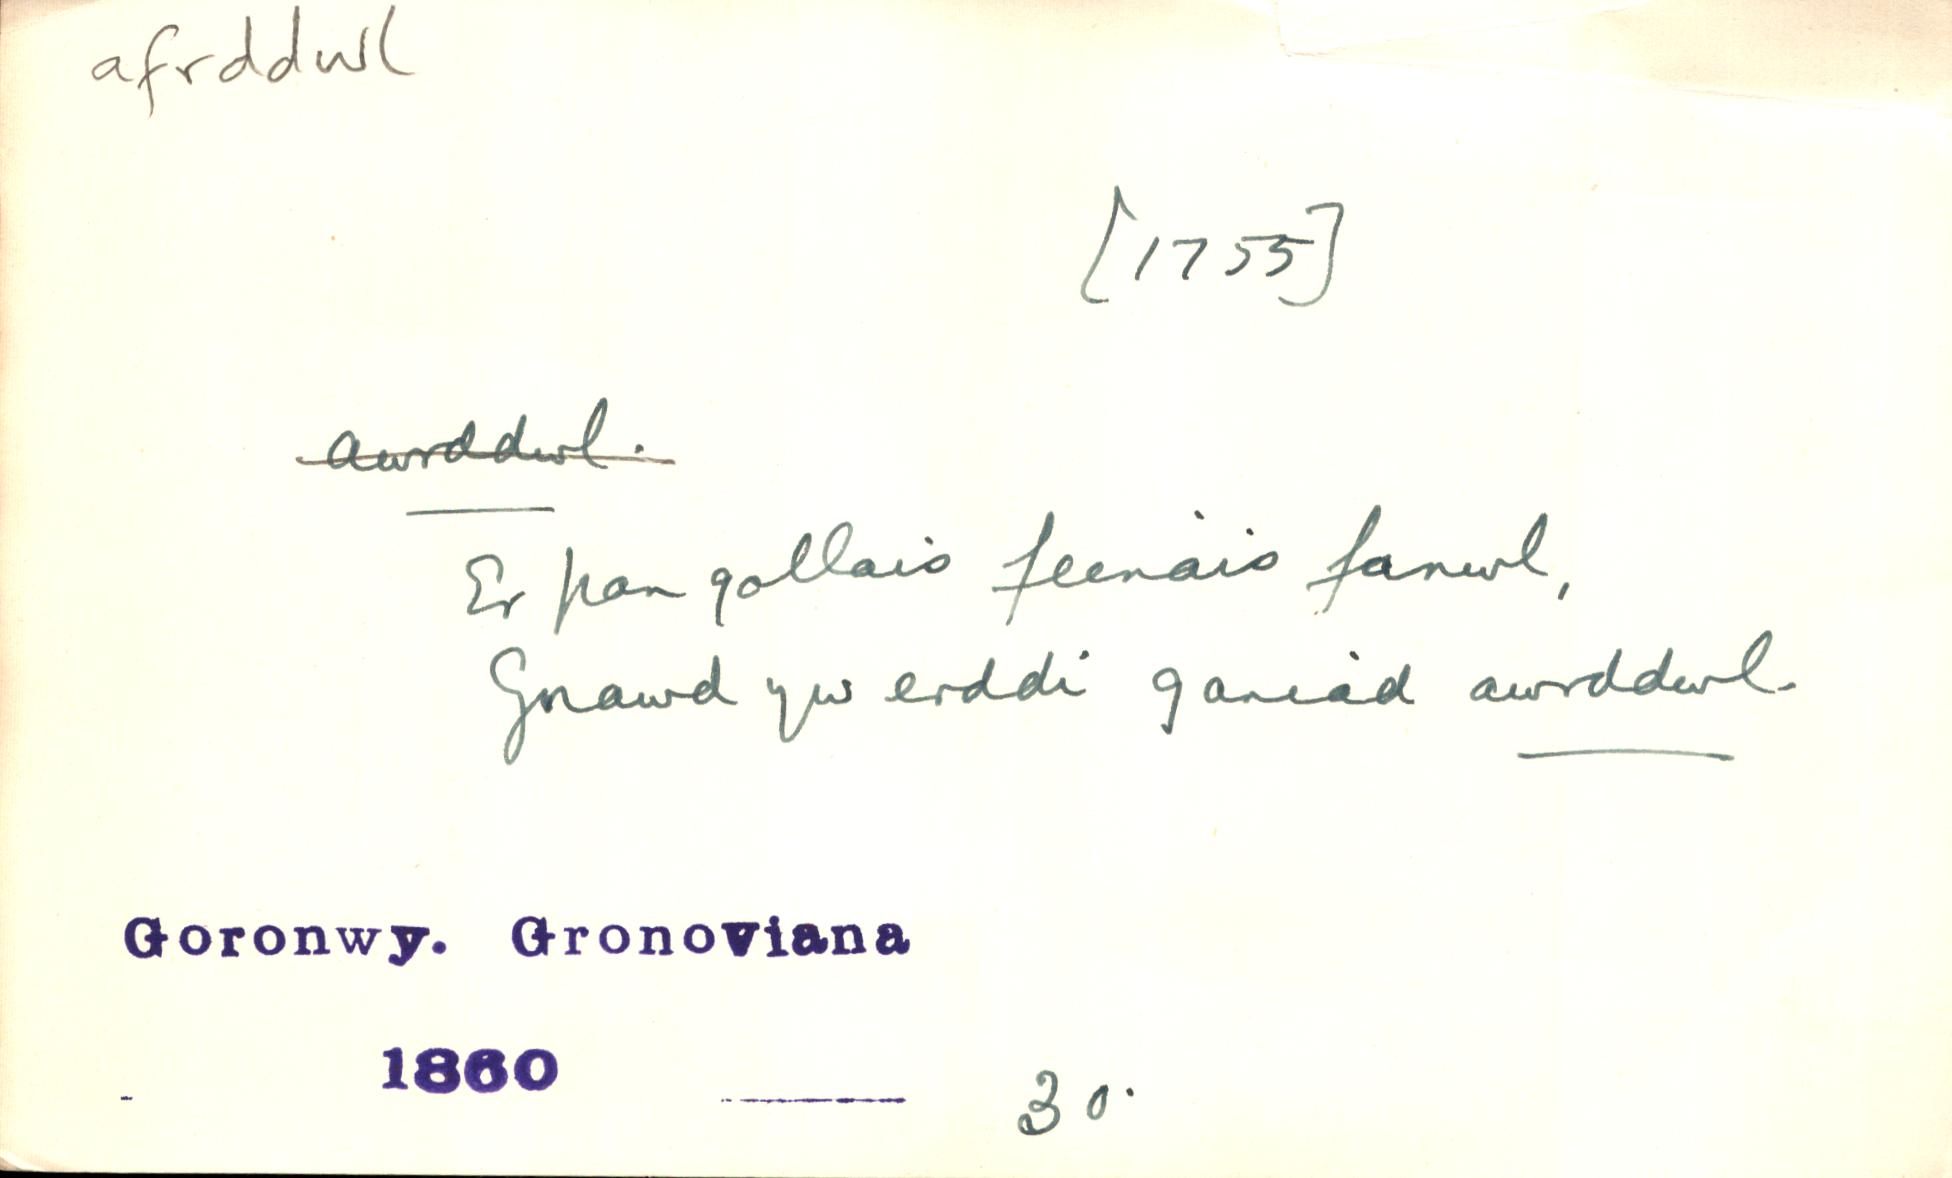 afrddwl
[1755]
awrddwl.
Er pan gollais feenais fanwl,
Gnawd yw erddi ganiad awrddwl.
Goronwy. Gronoviana
1860 30.